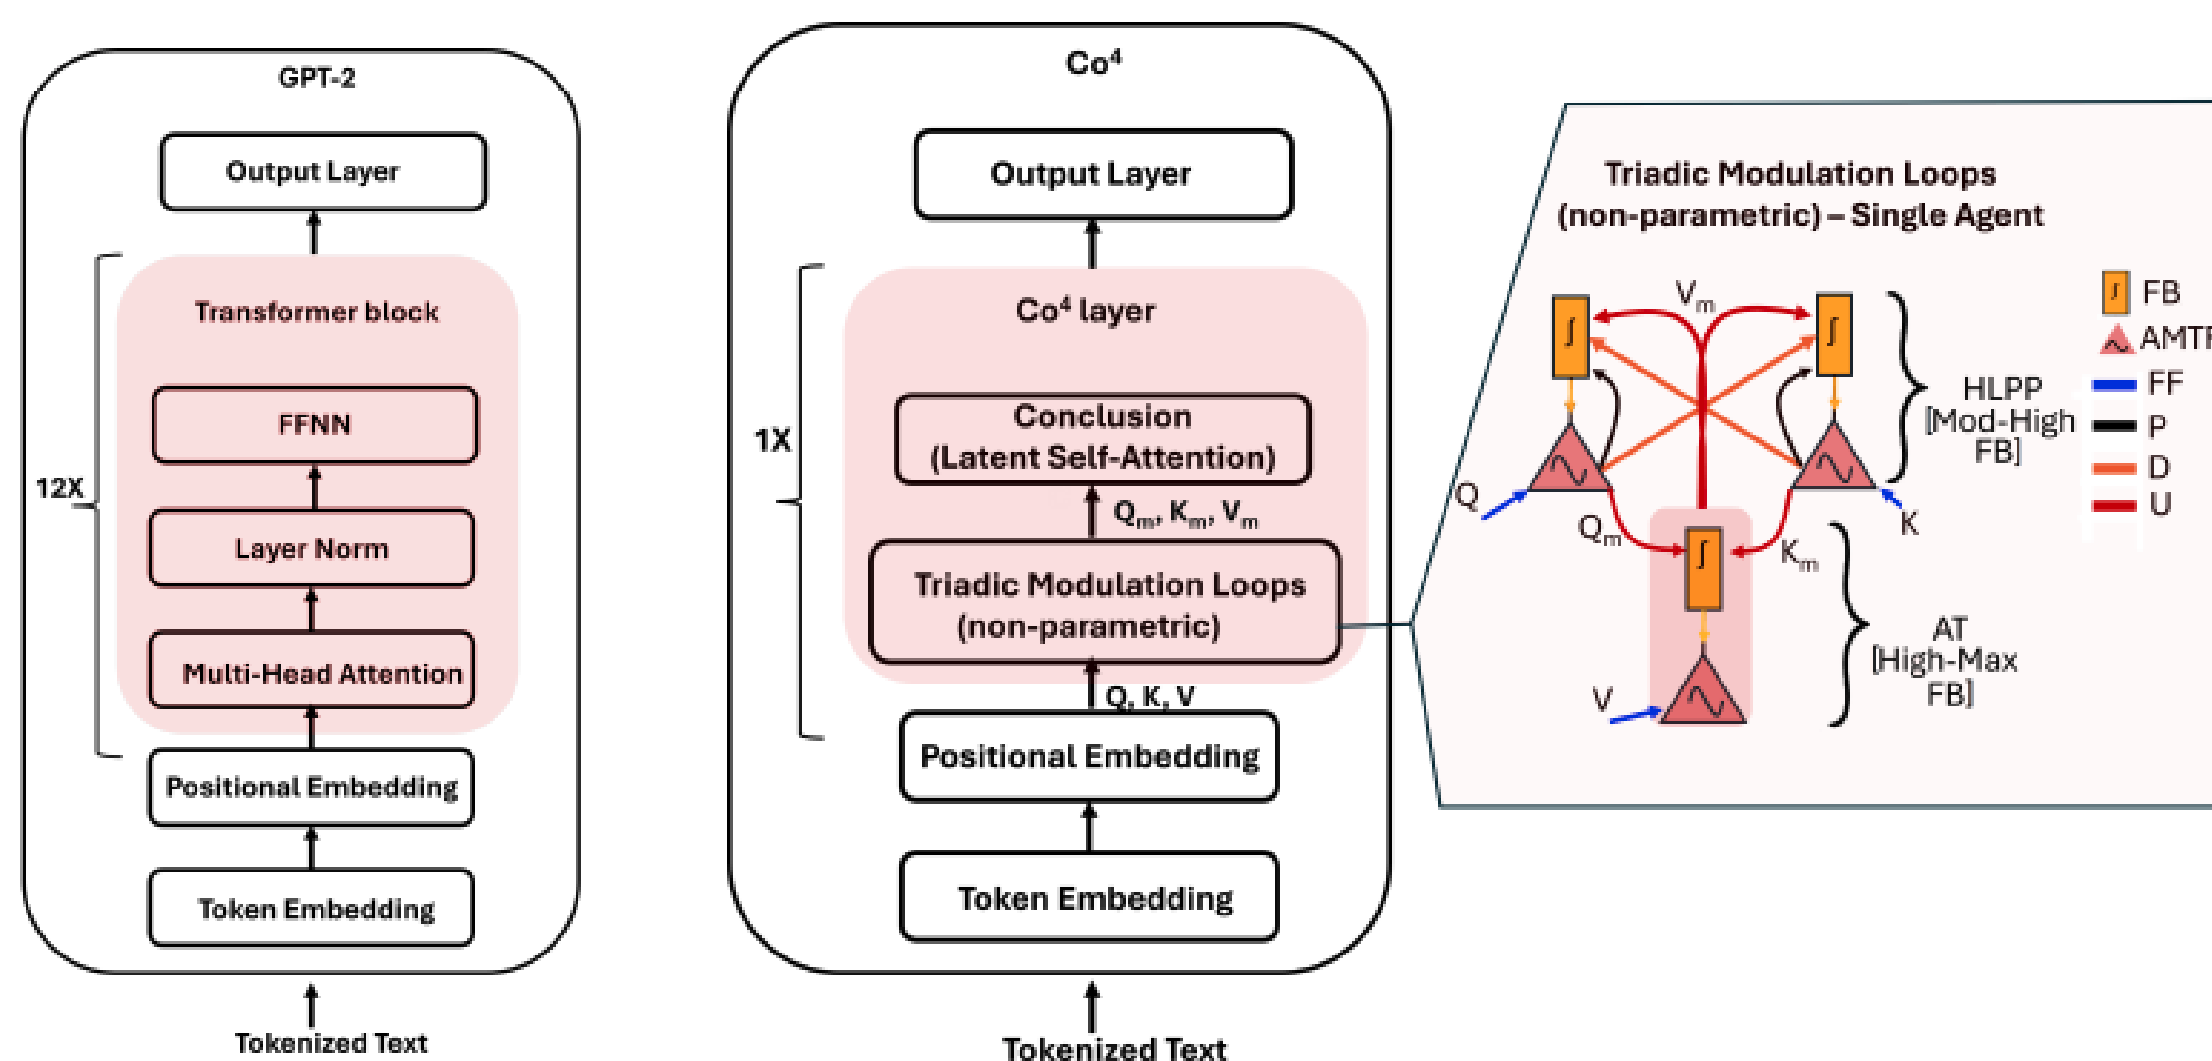 GPT-2
Output Layer
Transformer block
FFNN
12X
Layer Norm
Multi-Head Attention
Positional Embedding
Token Embedding
Tokenized Text
Co⁴
Output Layer
Co⁴ layer
1X
Conclusion
(Latent Self-Attention)
Qm, Km, Vm
Triadic Modulation Loops
(non-parametric)
Q, K, V
Positional Embedding
Token Embedding
Tokenized Text
Triadic Modulation Loops
(non-parametric) – Single Agent
Vm
∫
∫
Q
K
Qm
Km
∫
V
HLPP
[Mod-High
FB]
AT
[High-Max
FB]
∫ FB
FF
P
D
U